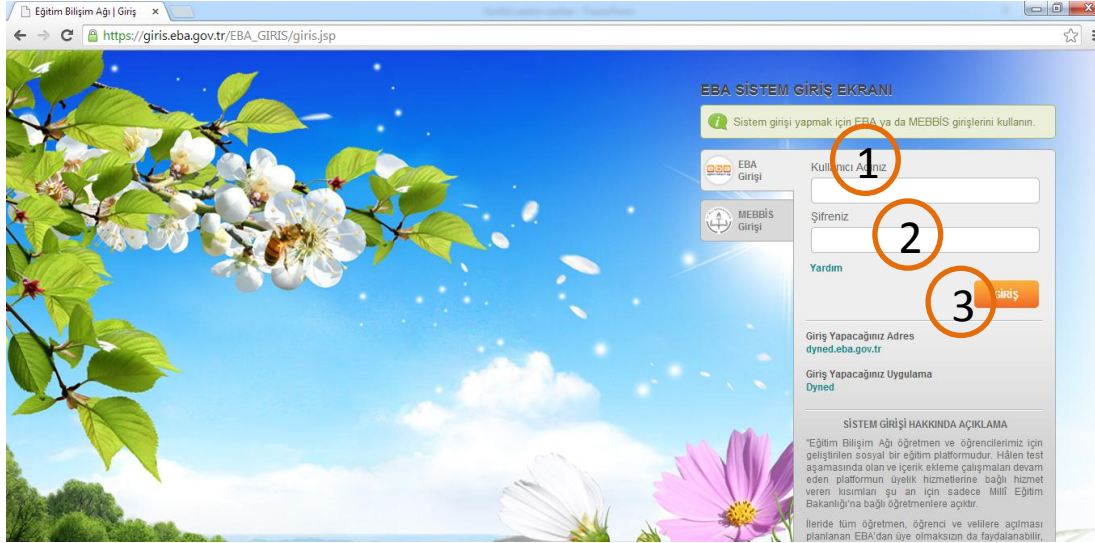 Eğitim Bilişim Ağı | Giriş
https://giris.eba.gov.tr/EBA_GIRIS/giris.jsp
EBA SİSTEM GİRİŞ EKRANI
Sistem girişi yapmak için EBA ya da MEBBİS girişlerini kullanın.
EBA
Girişi
MEBBİS
Girişi
Kullanıcı Adınız
1
Şifreniz
2
Yardım
GİRİŞ
3
Giriş Yapacağınız Adres
dyned.eba.gov.tr
Giriş Yapacağınız Uygulama
Dyned
SİSTEM GİRİŞİ HAKKINDA AÇIKLAMA
"Eğitim Bilişim Ağı öğretmen ve öğrencilerimiz için
geliştirilen sosyal bir eğitim platformudur. Hâlen test
aşamasında olan ve içerik ekleme çalışmaları devam
eden platformun üyelik hizmetlerine bağlı hizmet
veren kısımları şu an için sadece Millî Eğitim
Bakanlığı'na bağlı öğretmenlere açıktır.
İleride tüm öğretmen, öğrenci ve velilere açılması
planlanan EBA'dan üye olmaksızın da faydalanabilir,